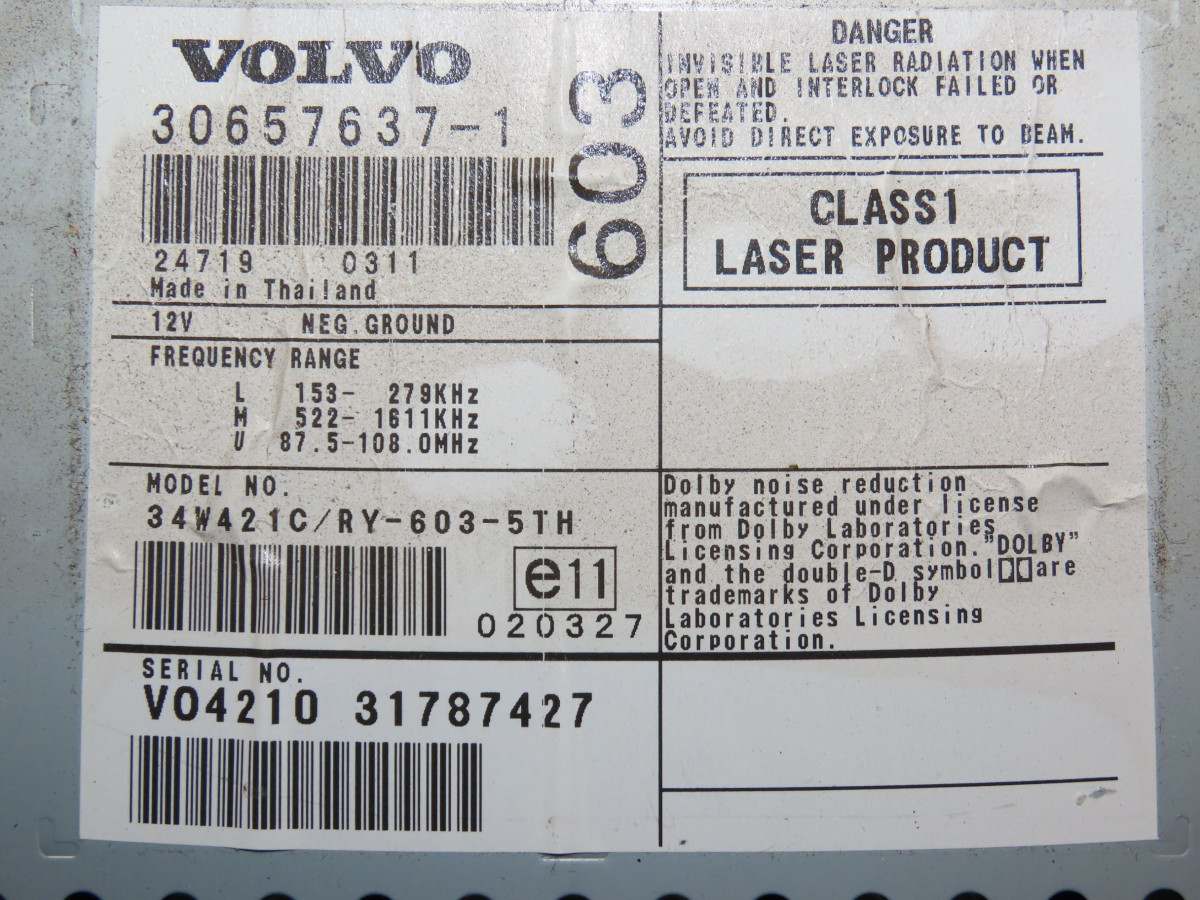 VOLVO
30657637-1
603
24719 0311
Made in Thailand
12V NEG.GROUND
FREQUENCY RANGE
L 153- 279KHz
M 522- 1611KHz
U 87.5-108.0MHz
MODEL NO.
34W421C/RY-603-5TH
e11
020327
SERIAL NO.
VO4210 31787427
DANGER
INVISIBLE LASER RADIATION WHEN
OPEN AND INTERLOCK FAILED OR
DEFEATED.
AVOID DIRECT EXPOSURE TO BEAM.
CLASS1
LASER PRODUCT
Dolby noise reduction
manufactured under license
from Dolby Laboratories
Licensing Corporation."DOLBY"
and the double-D symbol are
trademarks of Dolby
Laboratories Licensing
Corporation.